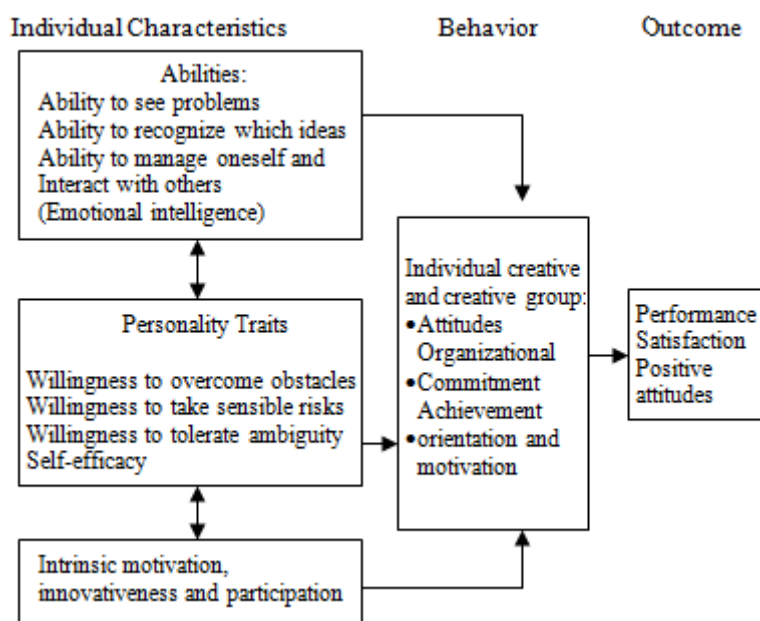 Individual Characteristics
Behavior
Outcome
Abilities:
Ability to see problems
Ability to recognize which ideas
Ability to manage oneself and
Interact with others
(Emotional intelligence)
Personality Traits
Willingness to overcome obstacles
Willingness to take sensible risks
Willingness to tolerate ambiguity
Self-efficacy
Intrinsic motivation,
innovativeness and participation
Individual creative
and creative group:
•Attitudes
Organizational
•Commitment
Achievement
•orientation and
motivation
Performance
Satisfaction
Positive
attitudes